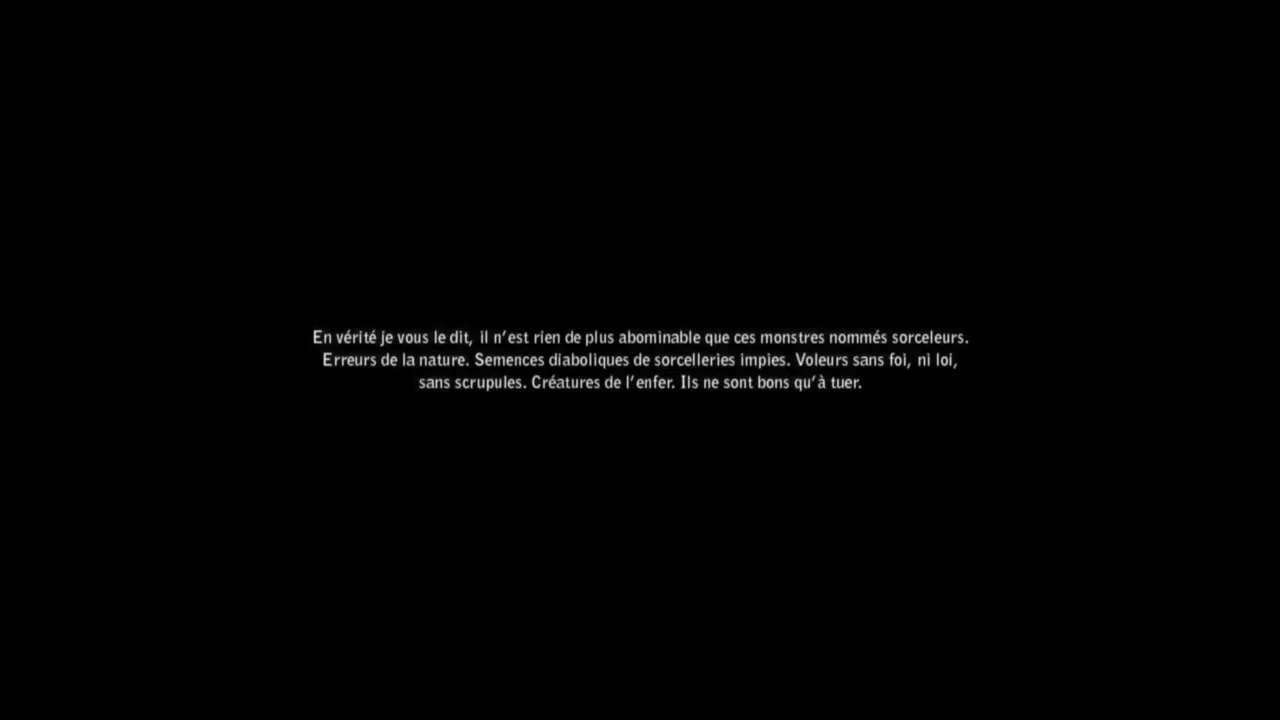 En vérité je vous le dit, il n’est rien de plus abominable que ces monstres nommés sorceleurs.
Erreurs de la nature. Semences diaboliques de sorcelleries impies. Voleurs sans foi, ni loi,
sans scrupules. Créatures de l’enfer. Ils ne sont bons qu’à tuer.